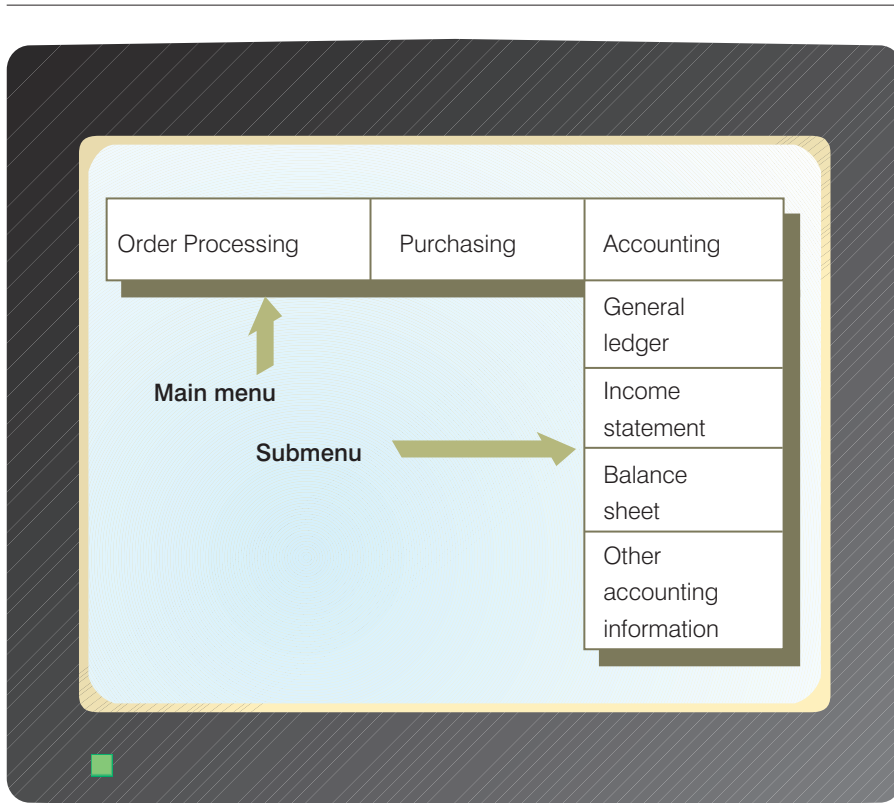 Order Processing
Purchasing
Accounting
General
ledger
Income
statement
Balance
sheet
Other
accounting
information
Main menu
Submenu